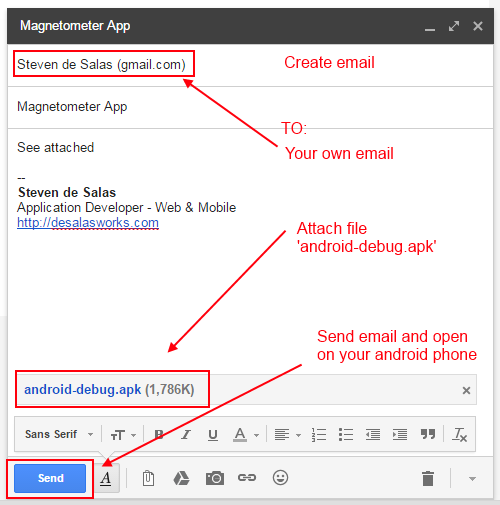 Magnetometer App
Steven de Salas (gmail.com)
Create email
Magnetometer App
TO:
Your own email
See attached
--
Steven de Salas
Application Developer - Web & Mobile
http://desalasworks.com
Attach file
'android-debug.apk'
Send email and open
on your android phone
android-debug.apk (1,786K)
Sans Serif
B I U A
Send
A